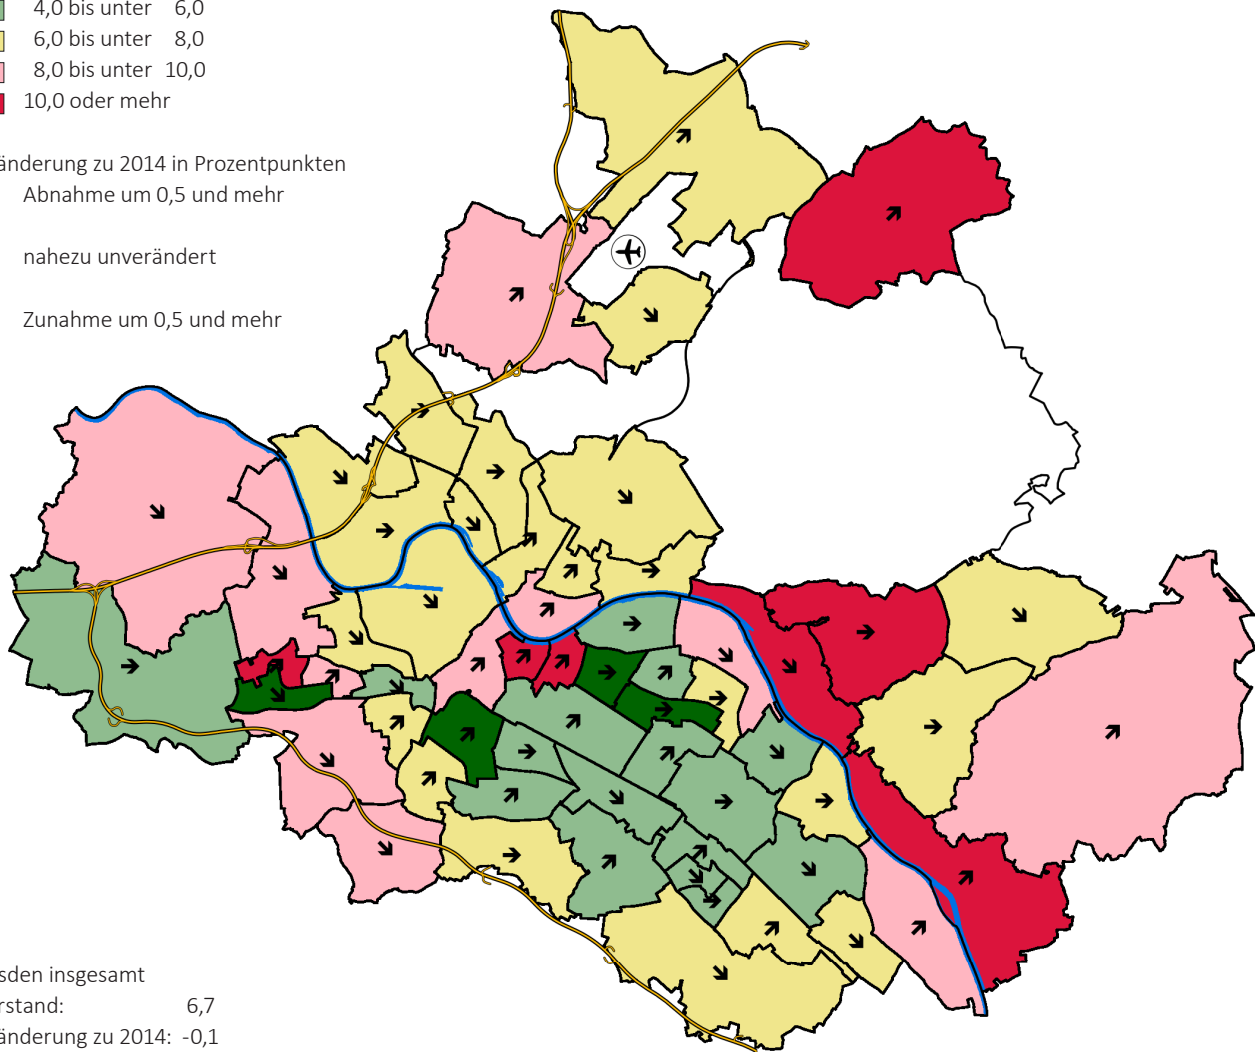 4,0 bis unter 6,0
6,0 bis unter 8,0
8,0 bis unter 10,0
10,0 oder mehr
änderung zu 2014 in Prozentpunkten
Abnahme um 0,5 und mehr
nahezu unverändert
Zunahme um 0,5 und mehr
sden insgesamt
rstand: 6,7
änderung zu 2014: -0,1